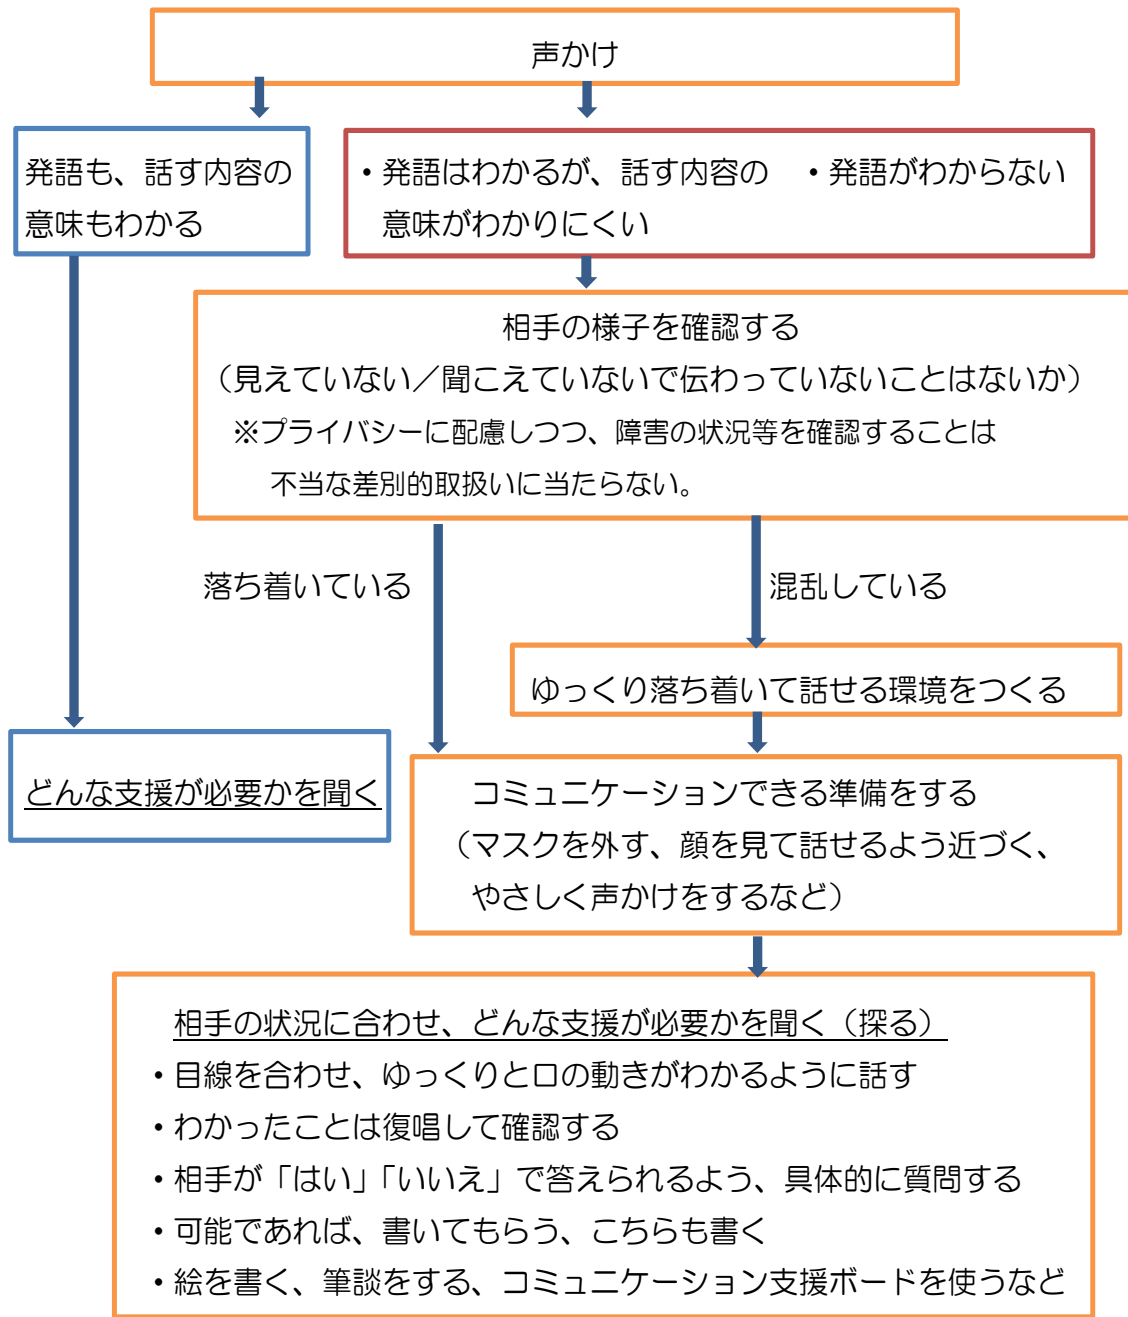 声かけ
発語も、話す内容の
意味もわかる
・発語はわかるが、話す内容の　・発語がわからない
意味がわかりにくい
相手の様子を確認する
（見えていない／聞こえていないで伝わっていないことはないか）
※プライバシーに配慮しつつ、障害の状況等を確認することは
不当な差別的取扱いに当たらない。
落ち着いている
混乱している
ゆっくり落ち着いて話せる環境をつくる
どんな支援が必要かを聞く
コミュニケーションできる準備をする
（マスクを外す、顔を見て話せるよう近づく、
やさしく声かけをするなど）
相手の状況に合わせ、どんな支援が必要かを聞く（探る）
・目線を合わせ、ゆっくりと口の動きがわかるように話す
・わかったことは復唱して確認する
・相手が「はい」「いいえ」で答えられるよう、具体的に質問する
・可能であれば、書いてもらう、こちらも書く
・絵を書く、筆談をする、コミュニケーション支援ボードを使うなど